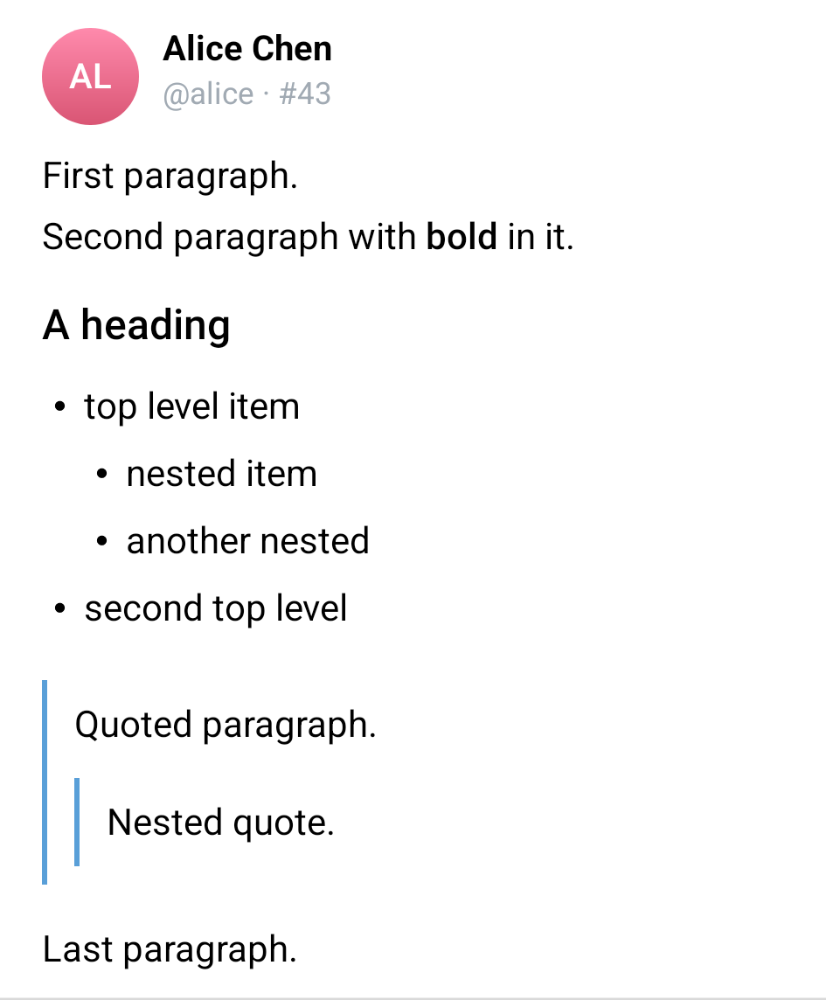 AL
Alice Chen
@alice · #43
First paragraph.
Second paragraph with bold in it.
A heading
• top level item
• nested item
• another nested
• second top level
Quoted paragraph.
Nested quote.
Last paragraph.